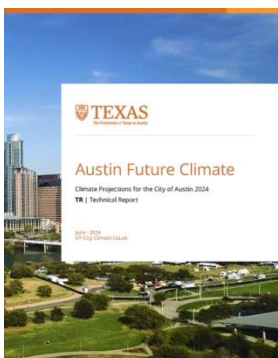 TEXAS
The University of Texas at Austin
Austin Future Climate
Climate Projections for the City of Austin 2024
TR | Technical Report
June - 2024
UT-City Climate CoLab